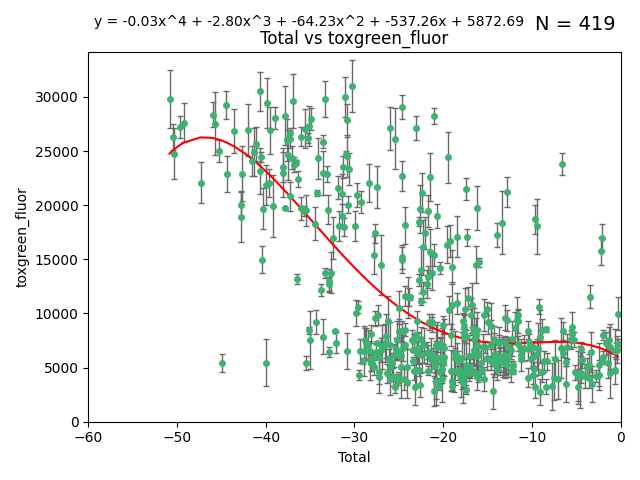 y = -0.03x^4 + -2.80x^3 + -64.23x^2 + -537.26x + 5872.69
N = 419
Total vs toxgreen_fluor
30000
25000
20000
15000
10000
5000
0
toxgreen_fluor
−60
−50
−40
−30
−20
−10
0
Total